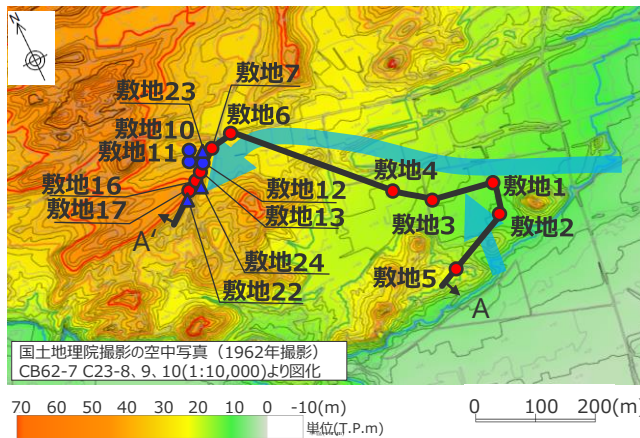 N
敷地7
敷地23
敷地6
敷地10
敷地11
敷地4
敷地1
敷地16
敷地12
敷地3
敷地2
敷地17
敷地13
A'
敷地24
敷地5
敷地22
A
国土地理院撮影の空中写真（1962年撮影）
CB62-7 C23-8、9、10(1:10,000)より図化
70 60 50 40 30 20 10 0 -10(m)
単位(T.P.m)
0 100 200(m)